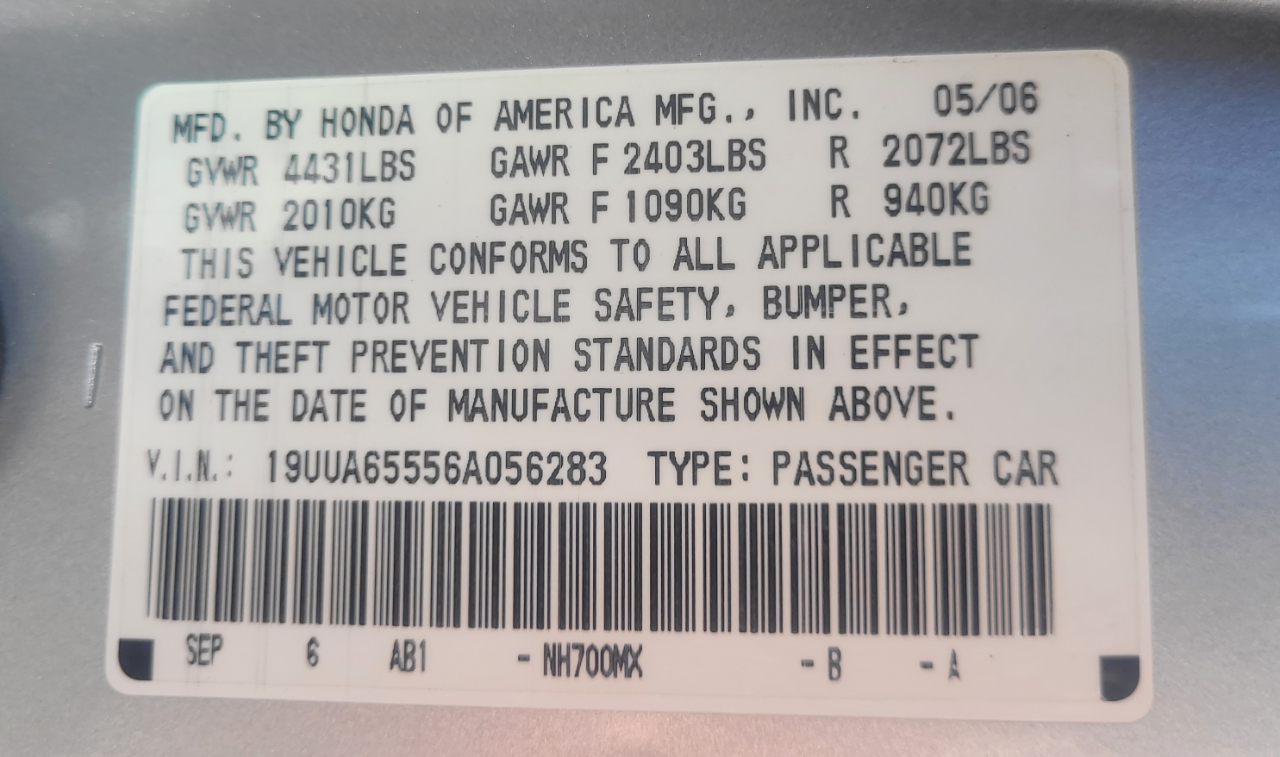 MFD. BY HONDA OF AMERICA MFG., INC. 05/06
GVWR 4431LBS GAWR F 2403LBS R 2072LBS
GVWR 2010KG GAWR F 1090KG R 940KG
THIS VEHICLE CONFORMS TO ALL APPLICABLE
FEDERAL MOTOR VEHICLE SAFETY, BUMPER,
AND THEFT PREVENTION STANDARDS IN EFFECT
ON THE DATE OF MANUFACTURE SHOWN ABOVE.
V.I.N.: 19UUA65556A056283 TYPE: PASSENGER CAR
SEP 6 AB1 - NH700MX - B - A